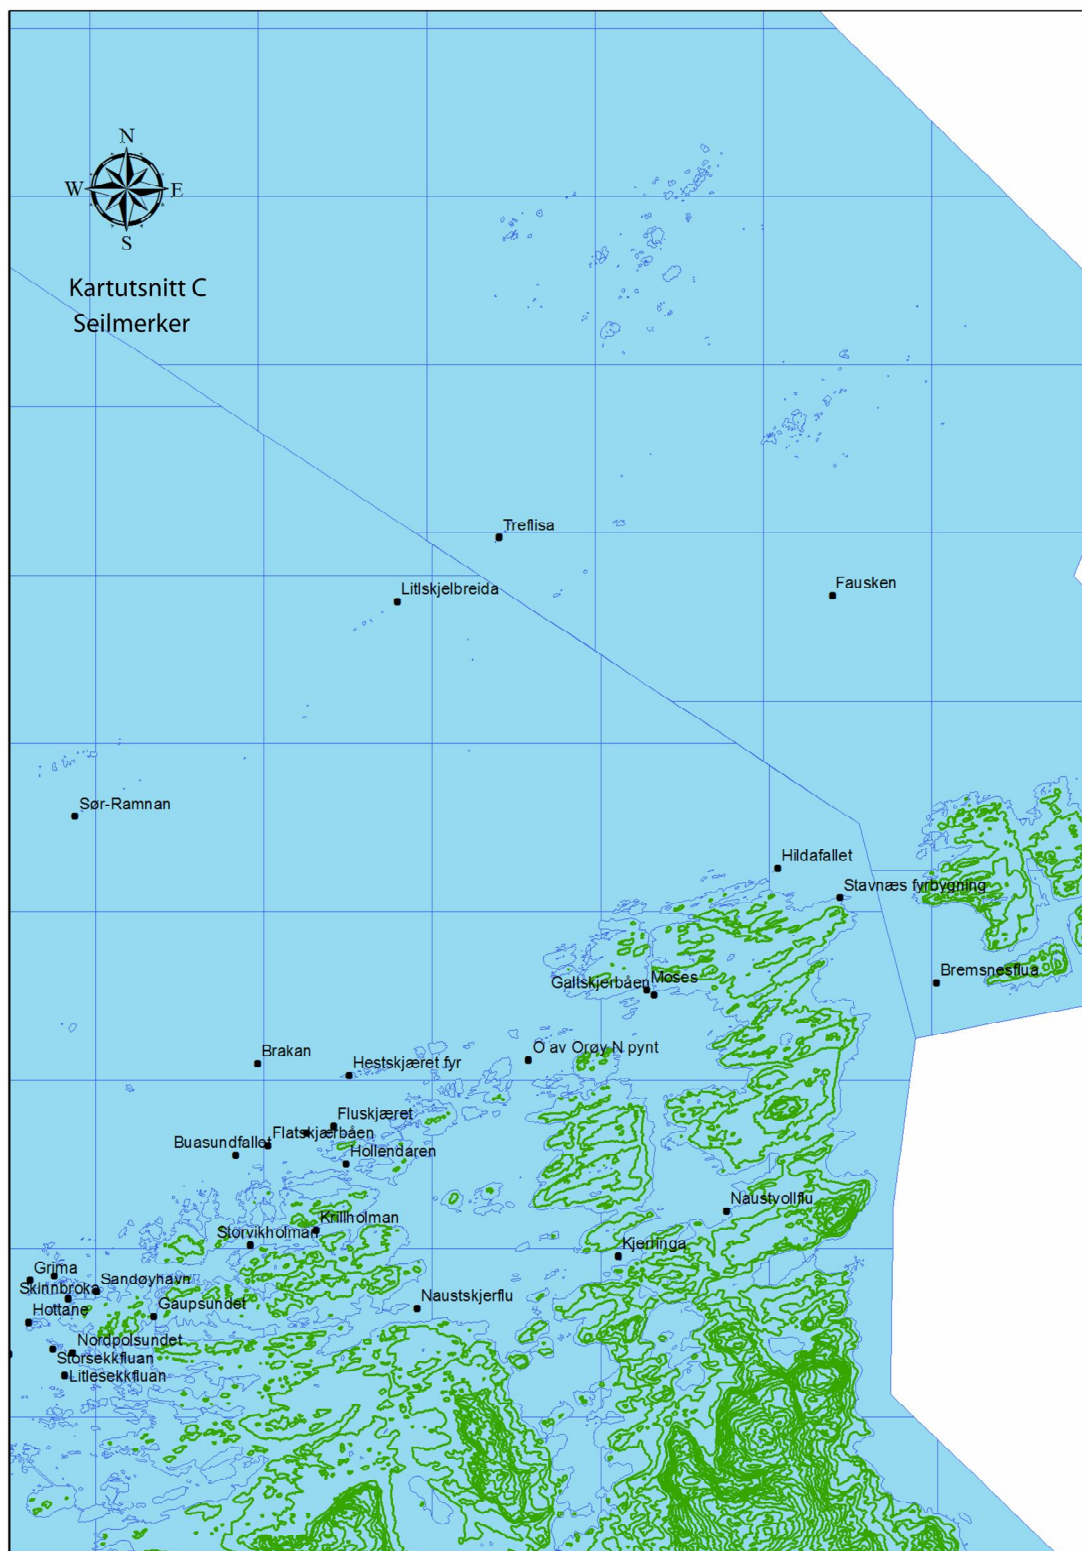 N
W E
S
Kartutsnitt C
Seilmerker
Treflisa
Litlskjelbreida
Fausken
Sør-Ramnan
Hildafallet
Stavnæs fyrbygning
Bremsnesflua
Galtskjerbåen
Moses
Brakan
Hestskjæret fyr
O av Orøy N pynt
Fluskjæret
Flatskjærbåen
Buasundfallet
Hollendaren
Naustvollflu
Krillholman
Storvikholman
Kjerringa
Grima
Sandøyhavn
Skinnbroka
Naustskjerflu
Gaupsundet
Hottane
Nordpolsundet
Storsekkfluan
Litlesekkfluan